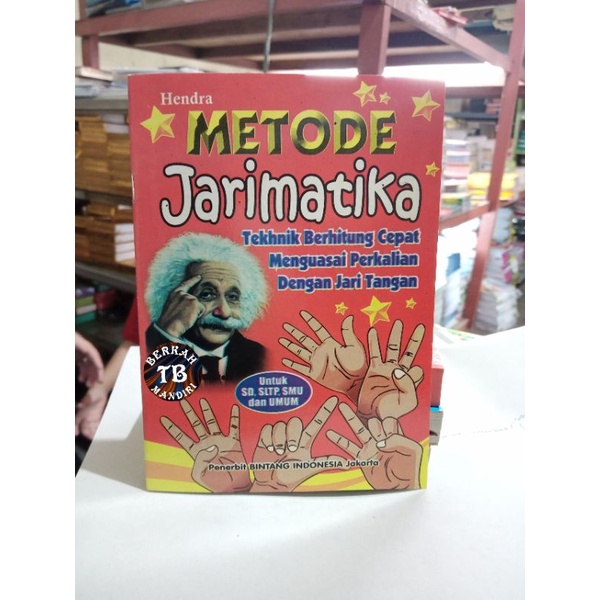 Hendra
METODE
Jarimatika
Tekhnik Berhitung Cepat
Menguasai Perkalian
Dengan Jari Tangan
BERKAH
TB
MANDIRI
Untuk
SD, SLTP, SMU
dan UMUM
Penerbit BINTANG INDONESIA Jakarta